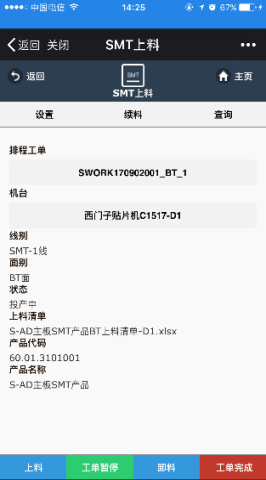 中国电信 14:25 67%
返回 关闭 SMT上料
返回 SMT 主页
SMT上料
设置 续料 查询
排程工单
SWORK170902001_BT_1
机台
西门子贴片机C1517-D1
线别
SMT-1线
面别
BT面
状态
投产中
上料清单
S-AD主板SMT产品BT上料清单-D1.xlsx
产品代码
60.01.3101001
产品名称
S-AD主板SMT产品
上料 工单暂停 卸料 工单完成